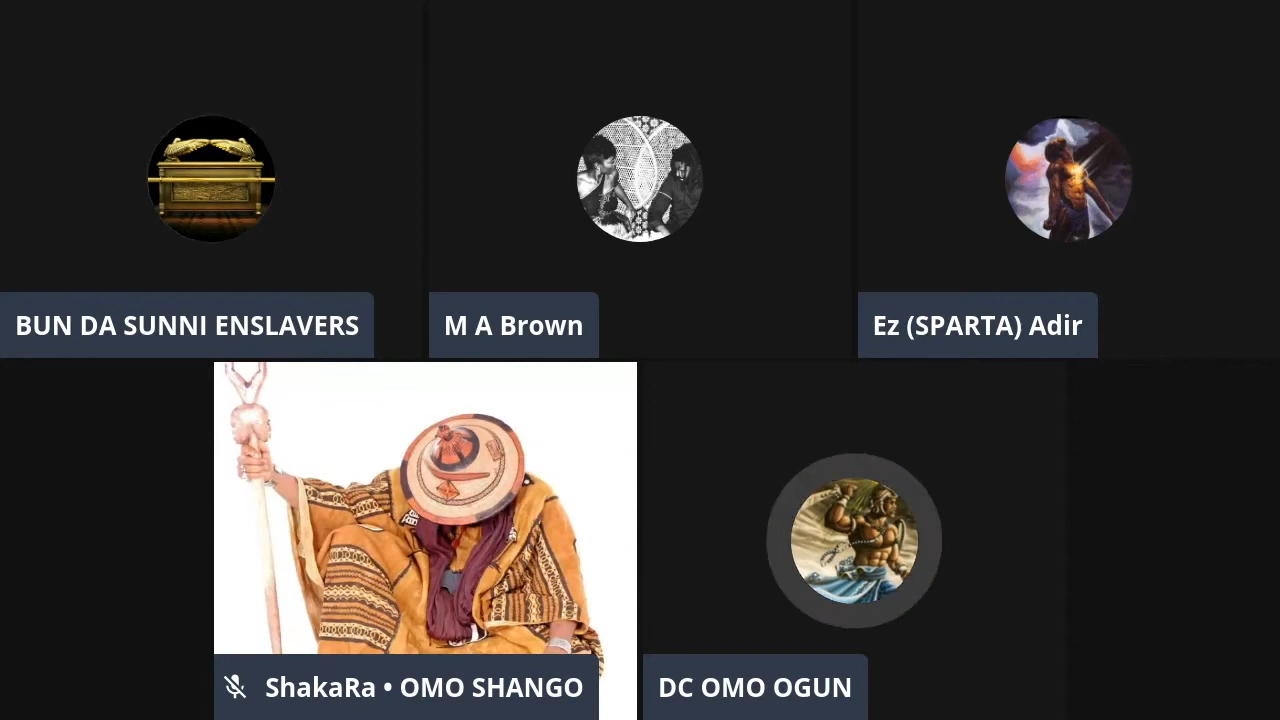 BUN DA SUNNI ENSLAVERS
M A Brown
Ez (SPARTA) Adir
ShakaRa • OMO SHANGO
DC OMO OGUN